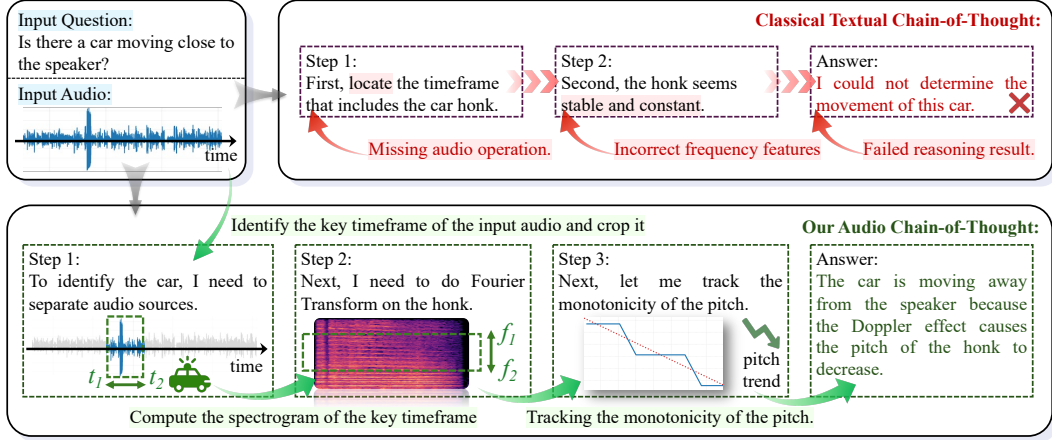 Input Question:
Is there a car moving close to
the speaker?
Input Audio:
time
Classical Textual Chain-of-Thought:
Step 1:
First, locate the timeframe
that includes the car honk.
Step 2:
Second, the honk seems
stable and constant.
Answer:
I could not determine the
movement of this car.
Missing audio operation.
Incorrect frequency features
Failed reasoning result.
Identify the key timeframe of the input audio and crop it
Our Audio Chain-of-Thought:
Step 1:
To identify the car, I need to
separate audio sources.
time
t1
t2
Step 2:
Next, I need to do Fourier
Transform on the honk.
f1
f2
Step 3:
Next, let me track the
monotonicity of the pitch.
pitch
trend
Answer:
The car is moving away
from the speaker because
the Doppler effect causes
the pitch of the honk to
decrease.
Compute the spectrogram of the key timeframe
Tracking the monotonicity of the pitch.